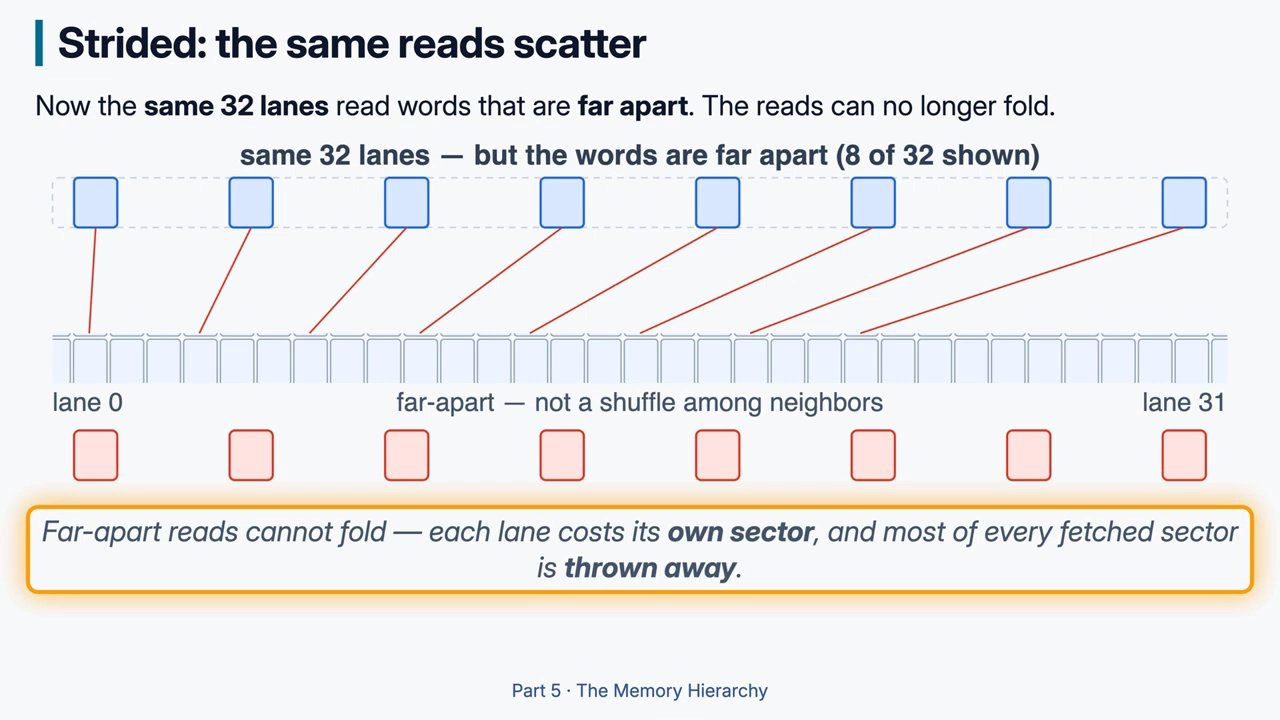 Strided: the same reads scatter
Now the same 32 lanes read words that are far apart. The reads can no longer fold.
same 32 lanes — but the words are far apart (8 of 32 shown)
lane 0
far-apart — not a shuffle among neighbors
lane 31
Far-apart reads cannot fold — each lane costs its own sector, and most of every fetched sector
is thrown away.
Part 5 · The Memory Hierarchy